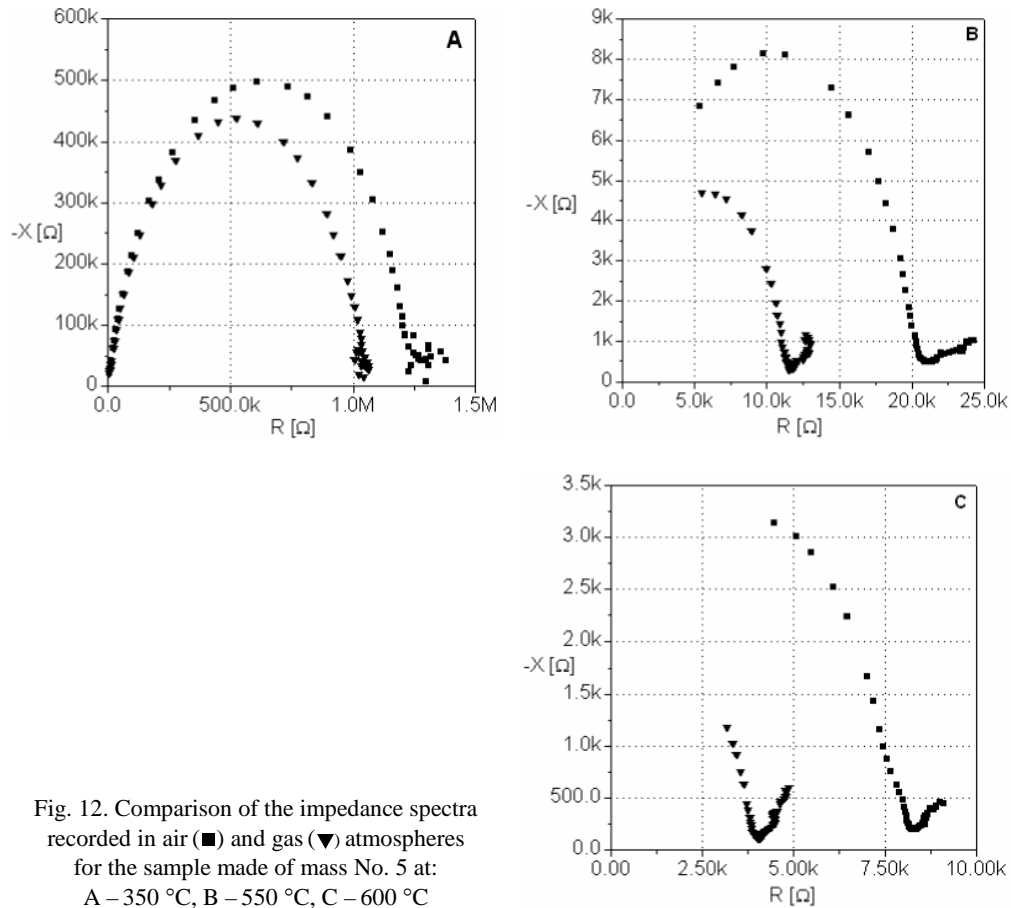 600k
500k
400k
300k
200k
100k
0
-X [Ω]
A
0
500.0k
1.0M
1.5M
R [Ω]
9k
8k
7k
6k
5k
4k
3k
2k
1k
0
-X [Ω]
B
0.0
5.0k
10.0k
15.0k
20.0k
25.0k
R [Ω]
3.5k
3.0k
2.5k
2.0k
1.5k
1.0k
500.0
0.0
-X [Ω]
C
0.0
2.50k
5.00k
7.50k
10.00k
R [Ω]
Fig. 12. Comparison of the impedance spectra
recorded in air (■) and gas (▼) atmospheres
for the sample made of mass No. 5 at:
A – 350 °C, B – 550 °C, C – 600 °C